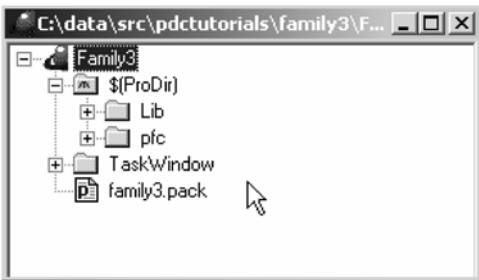 C:\data\src\pdctutorials\family3\F...
Family3
$(ProDir)
Lib
pfc
TaskWindow
family3.pack